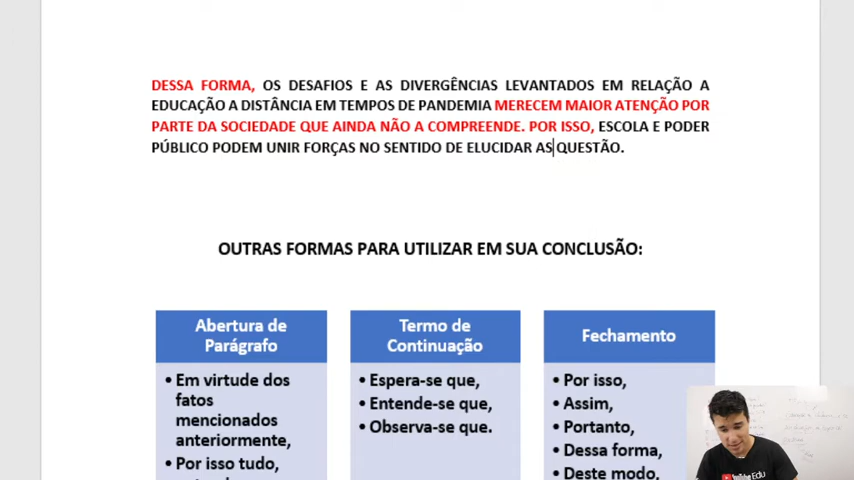 DESSA FORMA, OS DESAFIOS E AS DIVERGÊNCIAS LEVANTADOS EM RELAÇÃO A
EDUCAÇÃO A DISTÂNCIA EM TEMPOS DE PANDEMIA MERECEM MAIOR ATENÇÃO POR
PARTE DA SOCIEDADE QUE AINDA NÃO A COMPREENDE. POR ISSO, ESCOLA E PODER
PÚBLICO PODEM UNIR FORÇAS NO SENTIDO DE ELUCIDAR AS QUESTÃO.
OUTRAS FORMAS PARA UTILIZAR EM SUA CONCLUSÃO:
Abertura de
Parágrafo
• Em virtude dos
fatos
mencionados
anteriormente,
• Por isso tudo,
Termo de
Continuação
• Espera-se que,
• Entende-se que,
• Observa-se que.
Fechamento
• Por isso,
• Assim,
• Portanto,
• Dessa forma,
• Deste modo,
YouTube Edu